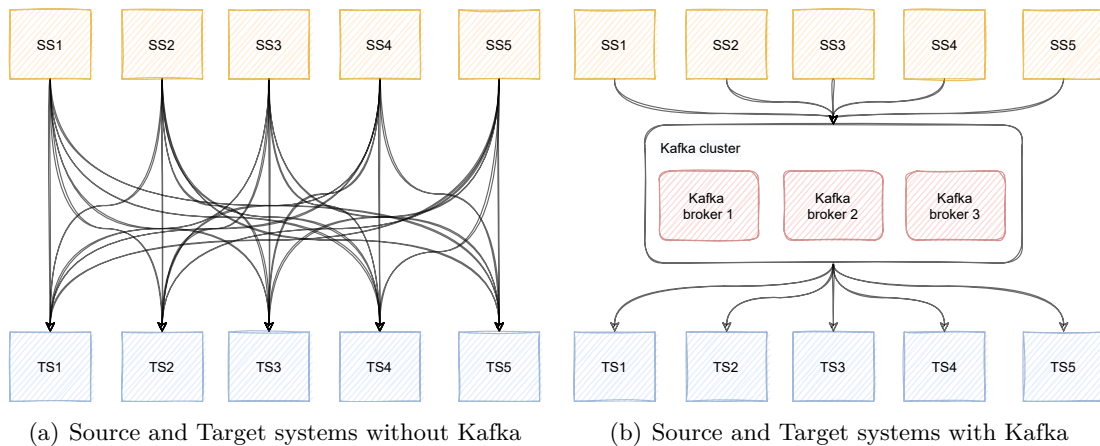 SS1 SS2 SS3 SS4 SS5
TS1 TS2 TS3 TS4 TS5
(a) Source and Target systems without Kafka
SS1 SS2 SS3 SS4 SS5
Kafka cluster
Kafka
broker 1
Kafka
broker 2
Kafka
broker 3
TS1 TS2 TS3 TS4 TS5
(b) Source and Target systems with Kafka